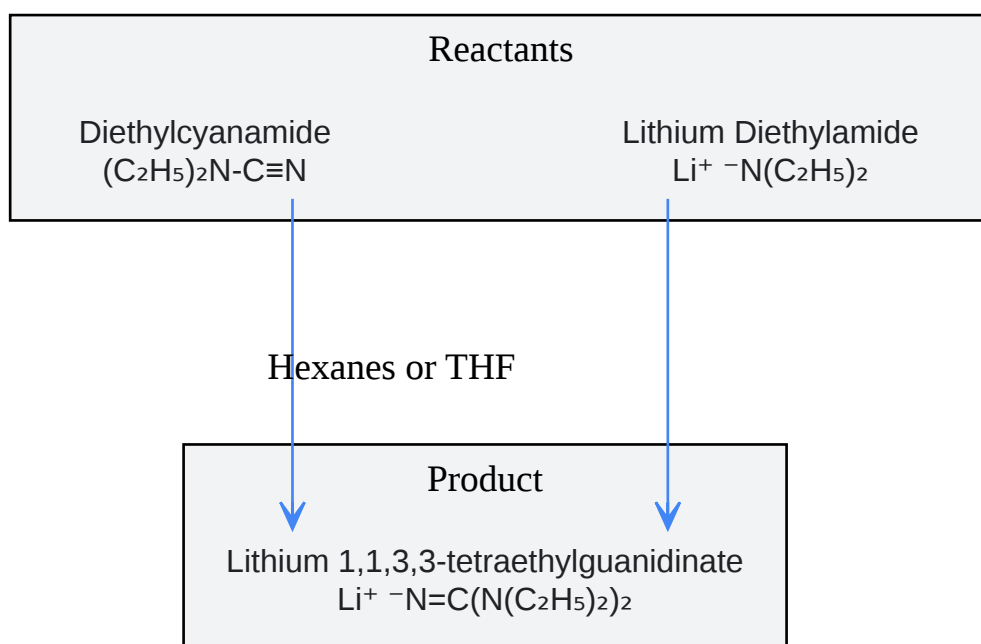 Reactants
Diethylcyanamide
(C₂H₅)₂N-C≡N
Lithium Diethylamide
Li⁺ ⁻N(C₂H₅)₂
Hexanes or THF
Product
Lithium 1,1,3,3-tetraethylguanidinate
Li⁺ ⁻N=C(N(C₂H₅)₂)₂